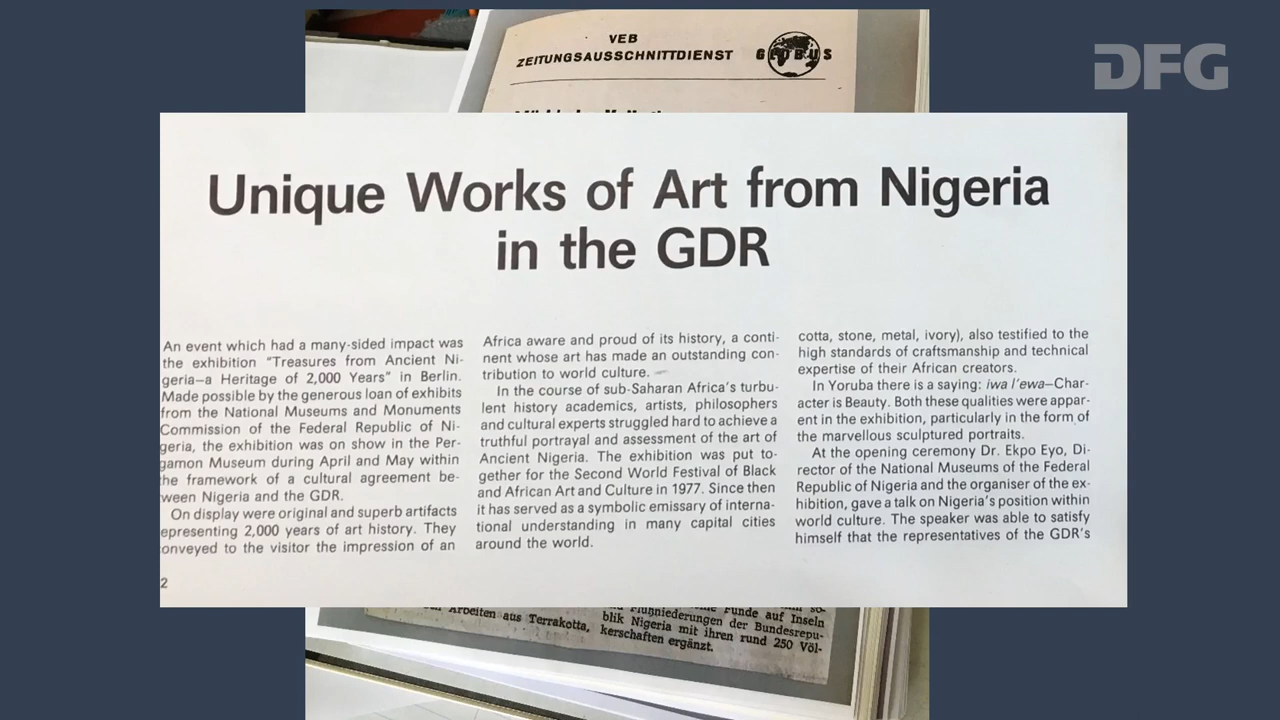 VEB
ZEITUNGSAUSSCHNITTDIENST GLOBUS
DFG
Unique Works of Art from Nigeria
in the GDR
An event which had a many-sided impact was
the exhibition "Treasures from Ancient Ni-
geria—a Heritage of 2,000 Years" in Berlin.
Made possible by the generous loan of exhibits
from the National Museums and Monuments
Commission of the Federal Republic of Ni-
geria, the exhibition was on show in the Per-
gamon Museum during April and May within
the framework of a cultural agreement be-
ween Nigeria and the GDR.
On display were original and superb artifacts
epresenting 2,000 years of art history. They
onveyed to the visitor the impression of an
2
Africa aware and proud of its history, a conti-
nent whose art has made an outstanding con-
tribution to world culture.
In the course of sub-Saharan Africa's turbu-
lent history academics, artists, philosophers
and cultural experts struggled hard to achieve a
truthful portrayal and assessment of the art of
Ancient Nigeria. The exhibition was put to-
gether for the Second World Festival of Black
and African Art and Culture in 1977. Since then
it has served as a symbolic emissary of interna-
tional understanding in many capital cities
around the world.
cotta, stone, metal, ivory), also testified to the
high standards of craftsmanship and technical
expertise of their African creators.
In Yoruba there is a saying: iwa l'ewa—Char-
acter is Beauty. Both these qualities were appar-
ent in the exhibition, particularly in the form of
the marvellous sculptured portraits.
At the opening ceremony Dr. Ekpo Eyo, Di-
rector of the National Museums of the Federal
Republic of Nigeria and the organiser of the ex-
hibition, gave a talk on Nigeria's position within
world culture. The speaker was able to satisfy
himself that the representatives of the GDR's
Arbeiten aus Terrakotta,
Funde auf Inseln
Flußniederungen der Bundesrepu-
blik Nigeria mit ihren rund 250 Völ-
kerschaften ergänzt.